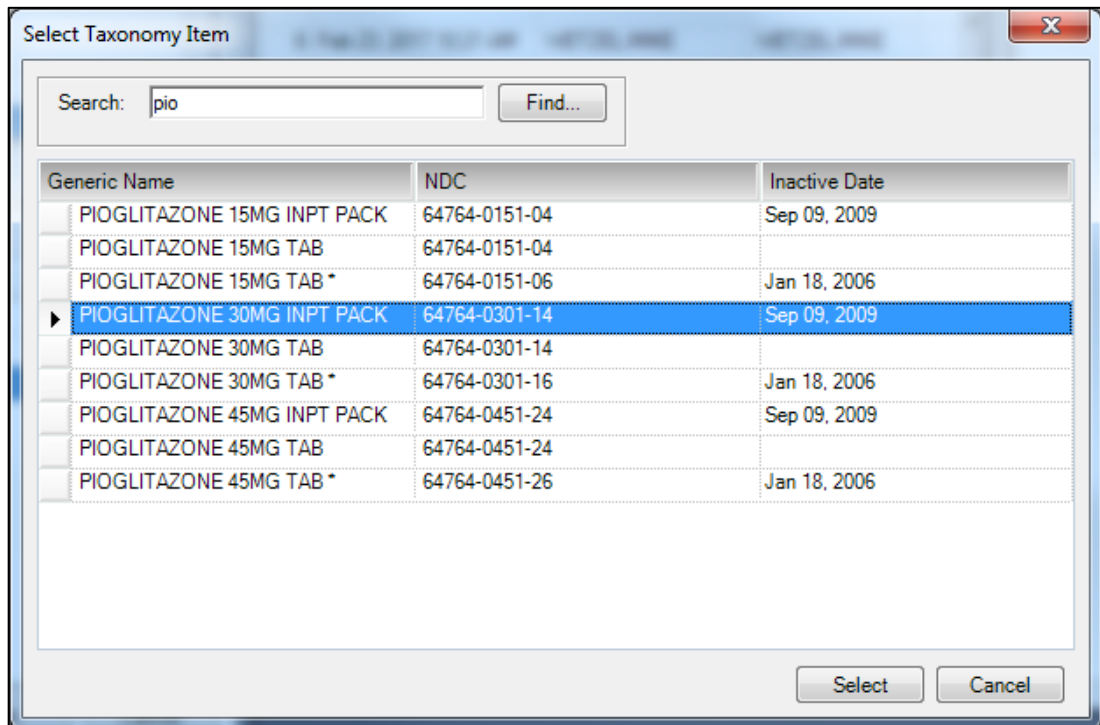 Select Taxonomy Item
Search: pio Find...
Generic Name NDC Inactive Date
PIOGLITAZONE 15MG INPT PACK 64764-0151-04 Sep 09, 2009
PIOGLITAZONE 15MG TAB 64764-0151-04
PIOGLITAZONE 15MG TAB * 64764-0151-06 Jan 18, 2006
PIOGLITAZONE 30MG INPT PACK 64764-0301-14 Sep 09, 2009
PIOGLITAZONE 30MG TAB 64764-0301-14
PIOGLITAZONE 30MG TAB * 64764-0301-16 Jan 18, 2006
PIOGLITAZONE 45MG INPT PACK 64764-0451-24 Sep 09, 2009
PIOGLITAZONE 45MG TAB 64764-0451-24
PIOGLITAZONE 45MG TAB * 64764-0451-26 Jan 18, 2006
Select Cancel